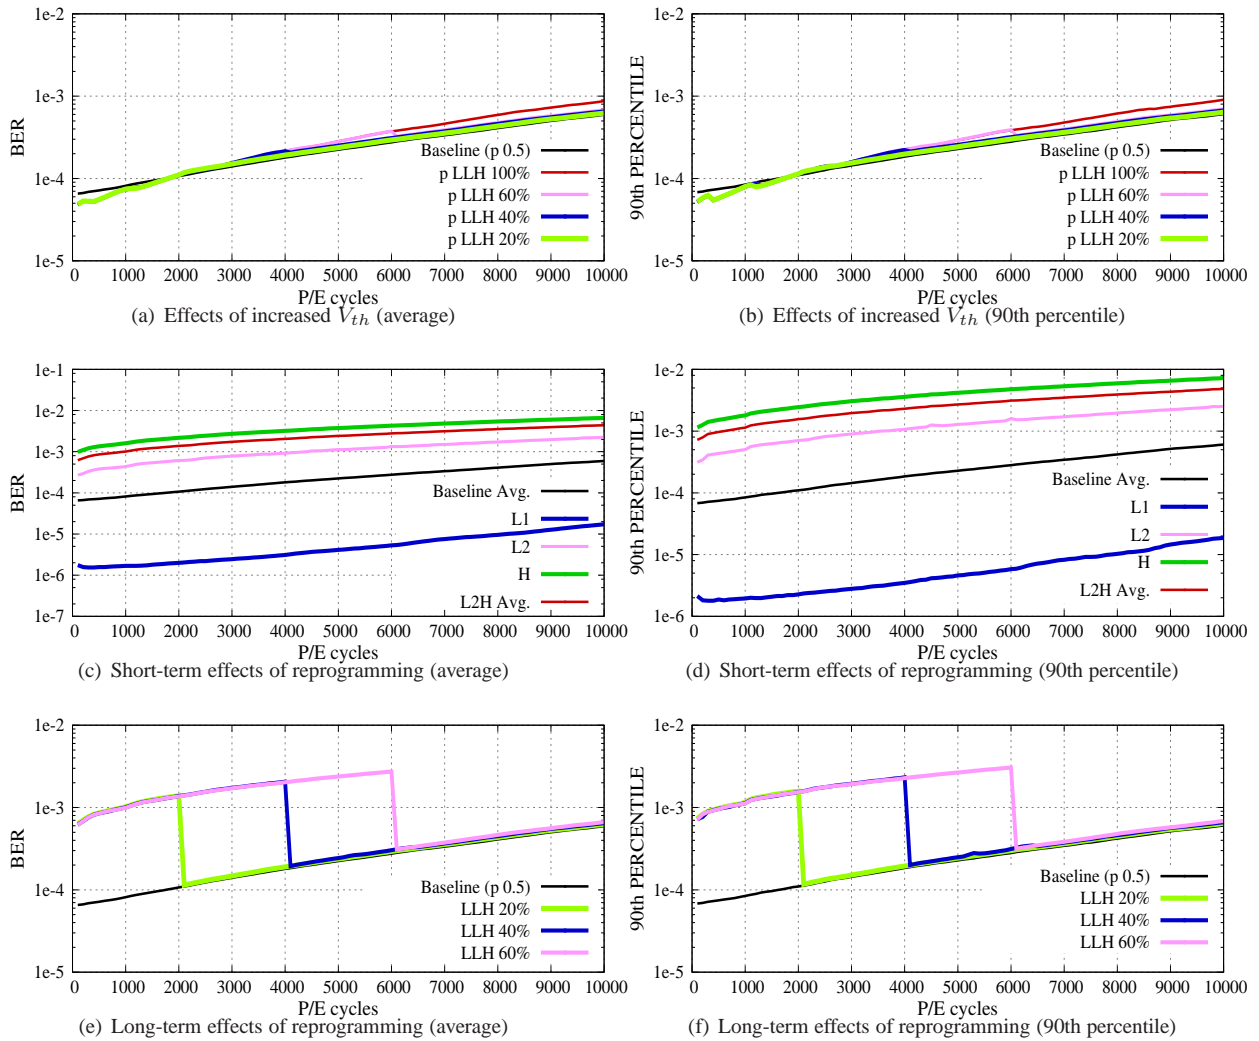 1e-2
1e-3
1e-4
1e-5
BER
Baseline (p 0.5)
p LLH 100%
p LLH 60%
p LLH 40%
p LLH 20%
0 1000 2000 3000 4000 5000 6000 7000 8000 9000 10000
P/E cycles
(a) Effects of increased Vth (average)
1e-2
1e-3
1e-4
1e-5
90th PERCENTILE
Baseline (p 0.5)
p LLH 100%
p LLH 60%
p LLH 40%
p LLH 20%
0 1000 2000 3000 4000 5000 6000 7000 8000 9000 10000
P/E cycles
(b) Effects of increased Vth (90th percentile)
1e-1
1e-2
1e-3
1e-4
1e-5
1e-6
1e-7
BER
Baseline Avg.
L1
L2
H
L2H Avg.
0 1000 2000 3000 4000 5000 6000 7000 8000 9000 10000
P/E cycles
(c) Short-term effects of reprogramming (average)
1e-2
1e-3
1e-4
1e-5
1e-6
90th PERCENTILE
Baseline Avg.
L1
L2
H
L2H Avg.
0 1000 2000 3000 4000 5000 6000 7000 8000 9000 10000
P/E cycles
(d) Short-term effects of reprogramming (90th percentile)
1e-2
1e-3
1e-4
1e-5
BER
Baseline (p 0.5)
LLH 20%
LLH 40%
LLH 60%
0 1000 2000 3000 4000 5000 6000 7000 8000 9000 10000
P/E cycles
(e) Long-term effects of reprogramming (average)
1e-2
1e-3
1e-4
1e-5
90th PERCENTILE
Baseline (p 0.5)
LLH 20%
LLH 40%
LLH 60%
0 1000 2000 3000 4000 5000 6000 7000 8000 9000 10000
P/E cycles
(f) Long-term effects of reprogramming (90th percentile)